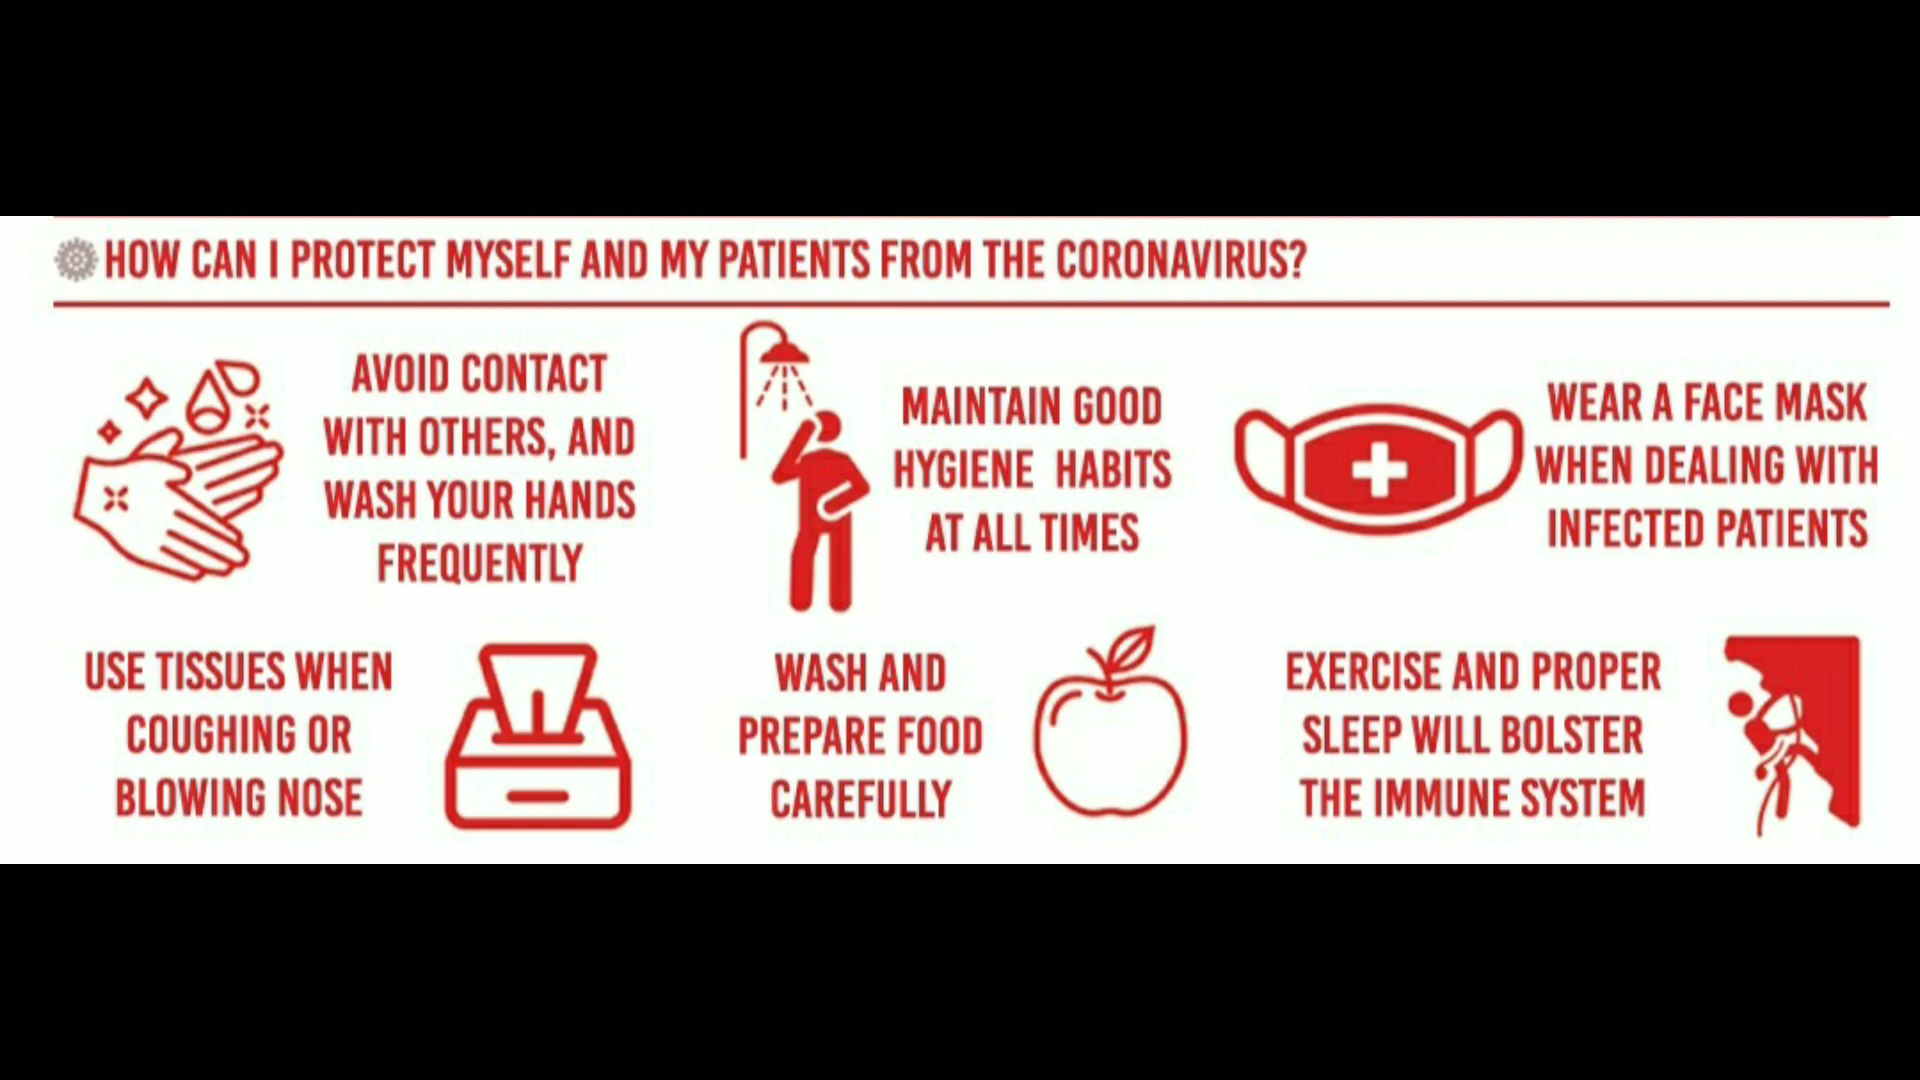 HOW CAN I PROTECT MYSELF AND MY PATIENTS FROM THE CORONAVIRUS?
AVOID CONTACT
WITH OTHERS, AND
WASH YOUR HANDS
FREQUENTLY
MAINTAIN GOOD
HYGIENE HABITS
AT ALL TIMES
WEAR A FACE MASK
WHEN DEALING WITH
INFECTED PATIENTS
USE TISSUES WHEN
COUGHING OR
BLOWING NOSE
WASH AND
PREPARE FOOD
CAREFULLY
EXERCISE AND PROPER
SLEEP WILL BOLSTER
THE IMMUNE SYSTEM